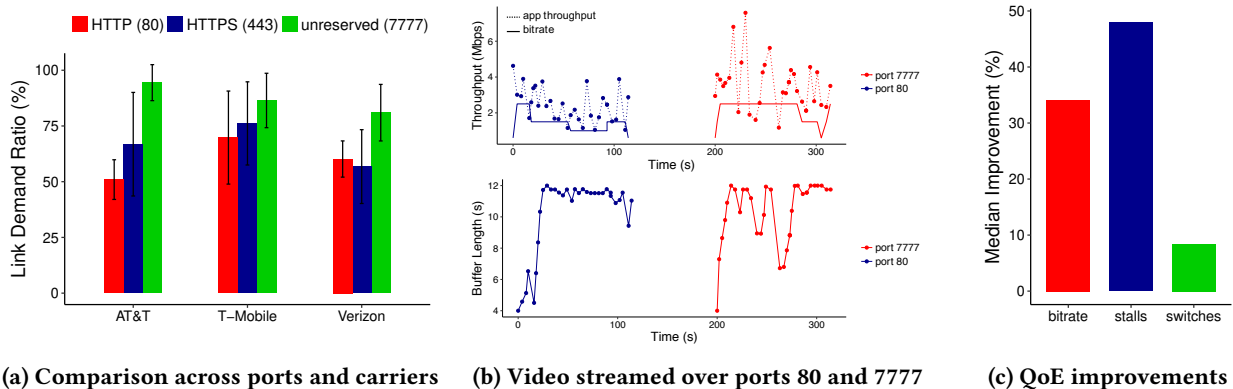 HTTP (80) HTTPS (443) unreserved (7777)
Link Demand Ratio (%)
100
75
50
25
0
AT&T T−Mobile Verizon
(a) Comparison across ports and carriers
app throughput
bitrate
Throughput (Mbps)
8
6
4
2
0 100 200 300
Time (s)
port 7777
port 80
Buffer Length (s)
12
10
8
6
4
0 100 200 300
Time (s)
port 7777
port 80
(b) Video streamed over ports 80 and 7777
Median Improvement (%)
50
40
30
20
10
0
bitrate stalls switches
(c) QoE improvements